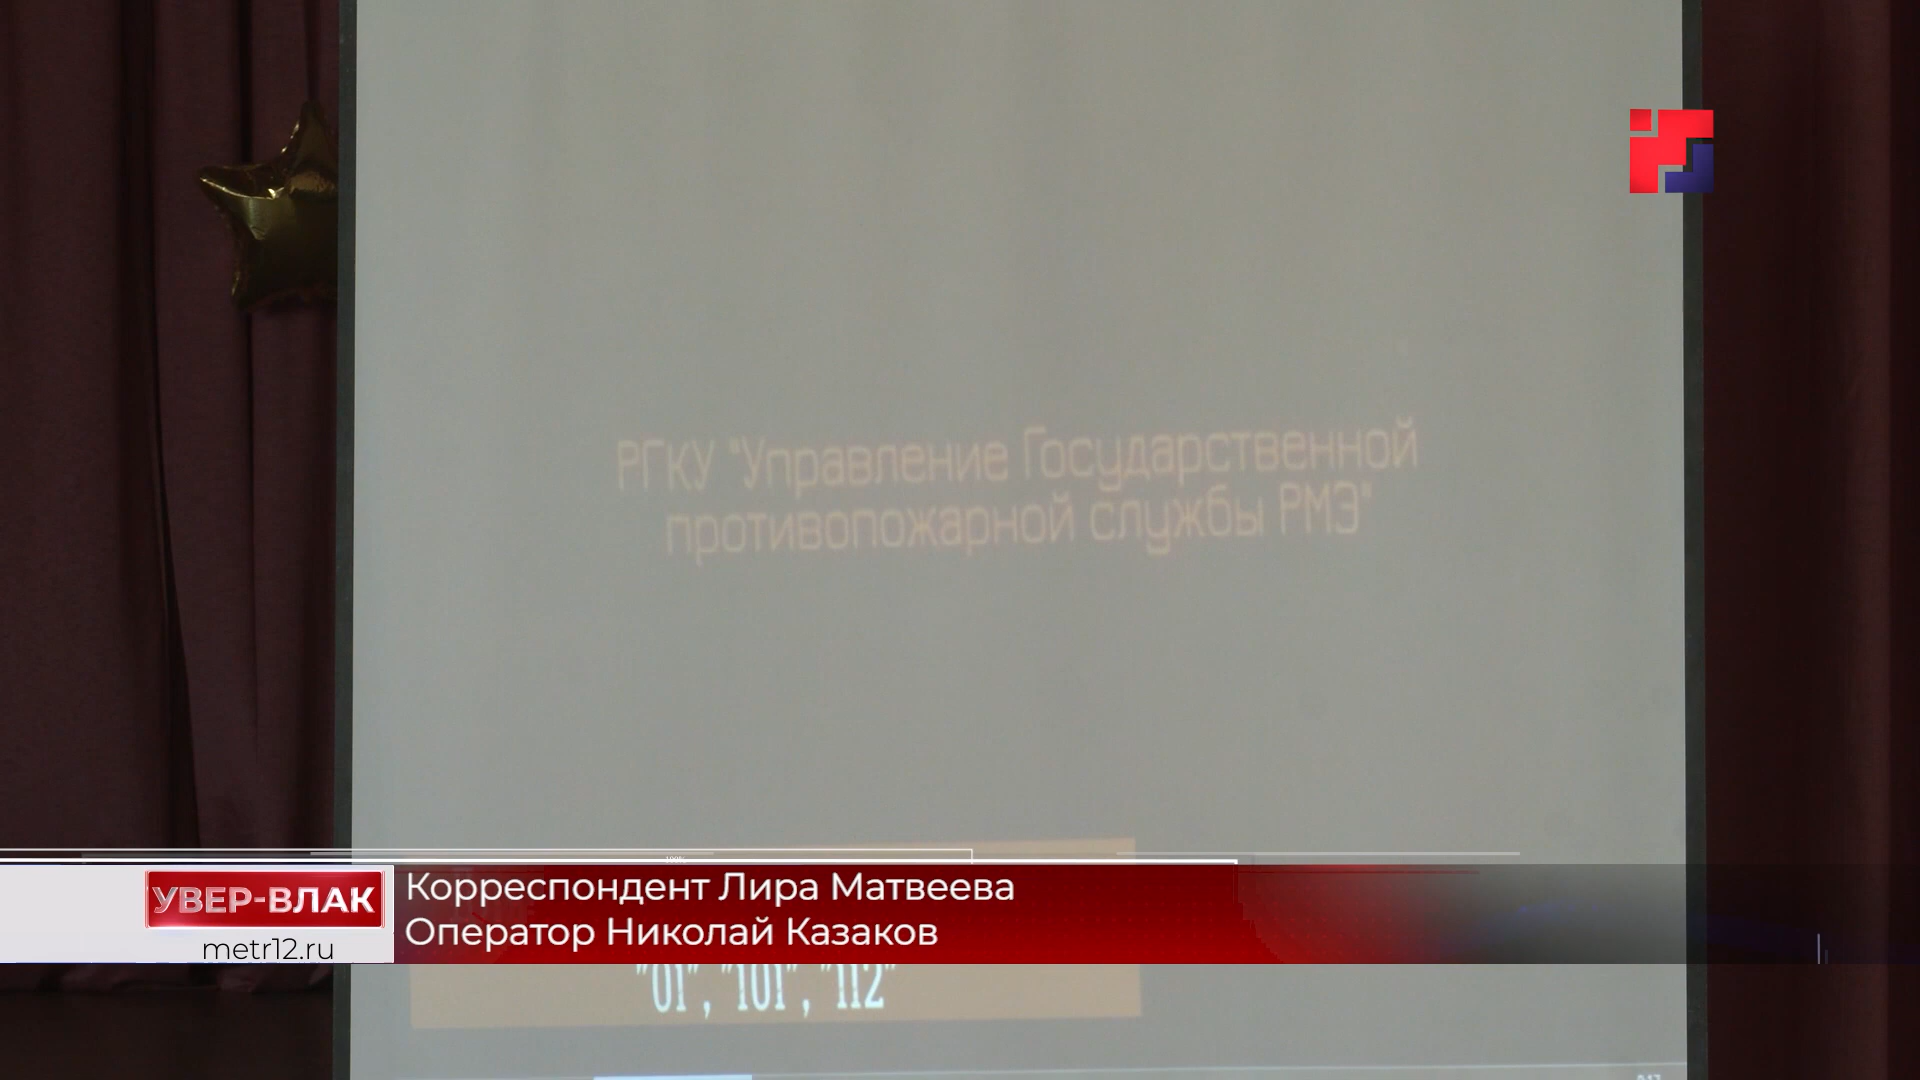 РГКУ "Управление Государственной
противопожарной службы РМЭ"
УВЕР-ВЛАК
metr12.ru
Корреспондент Лира Матвеева
Оператор Николай Казаков
"01", "101", "112"